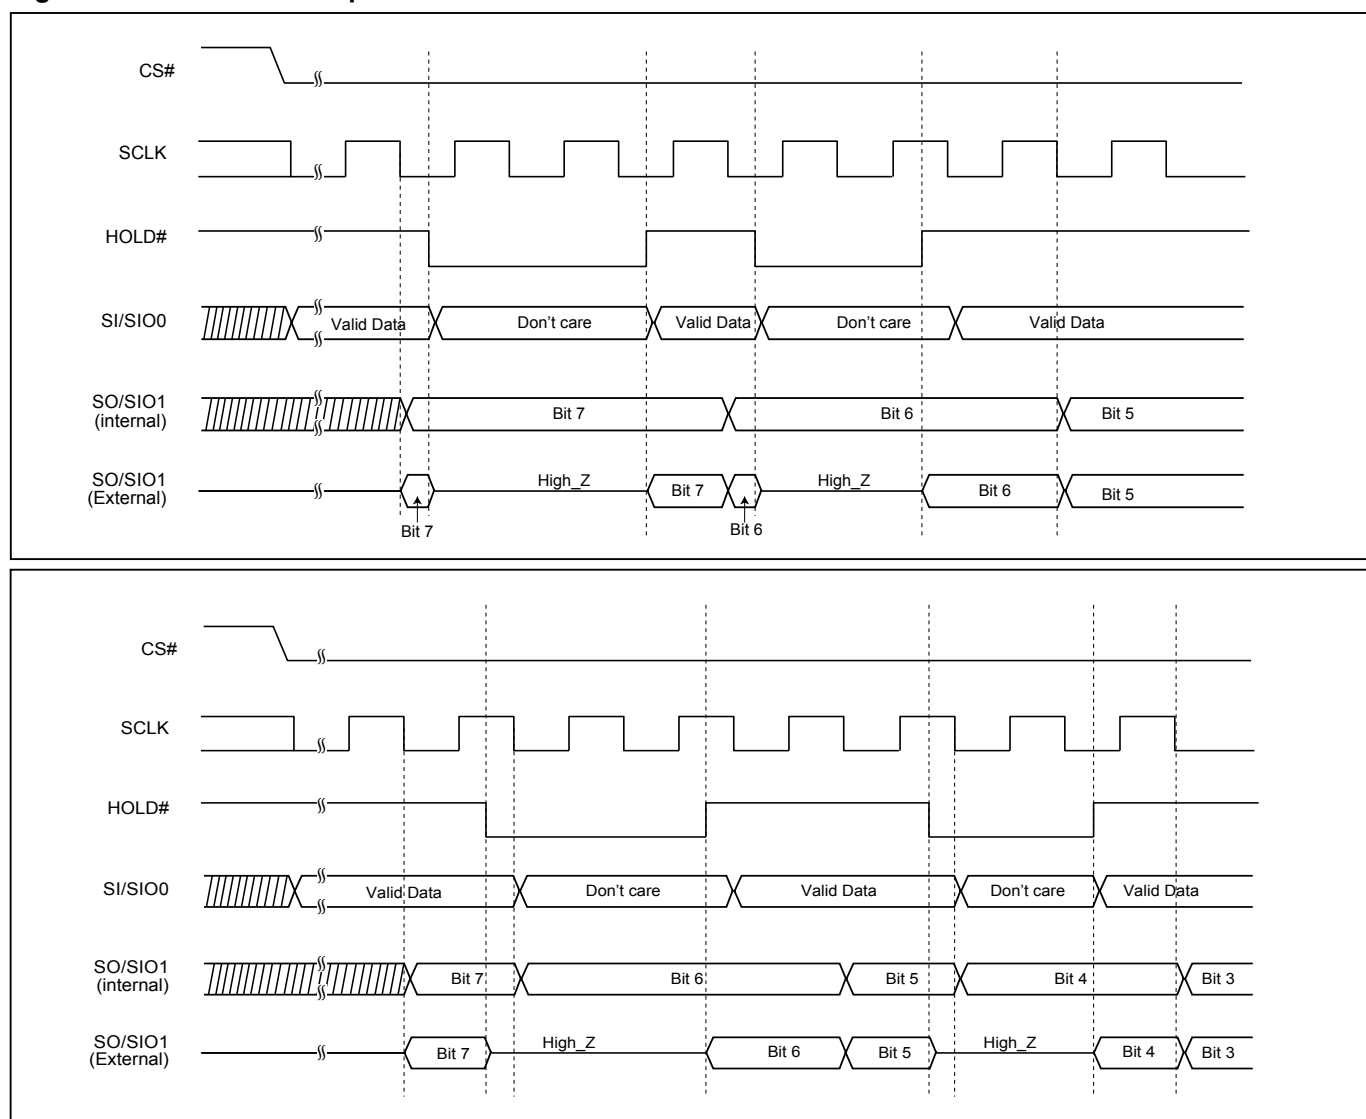 CS#
SCLK
HOLD#
SI/SIO0
Valid Data
Don't care
Valid Data
Don't care
Valid Data
SO/SIO1
(internal)
Bit 7
Bit 6
Bit 5
SO/SIO1
(External)
High_Z
Bit 7
High_Z
Bit 6
Bit 5
Bit 7
Bit 6
CS#
SCLK
HOLD#
SI/SIO0
Valid Data
Don't care
Valid Data
Don't care
Valid Data
SO/SIO1
(internal)
Bit 7
Bit 6
Bit 5
Bit 4
Bit 3
SO/SIO1
(External)
Bit 7
High_Z
Bit 6
Bit 5
High_Z
Bit 4
Bit 3